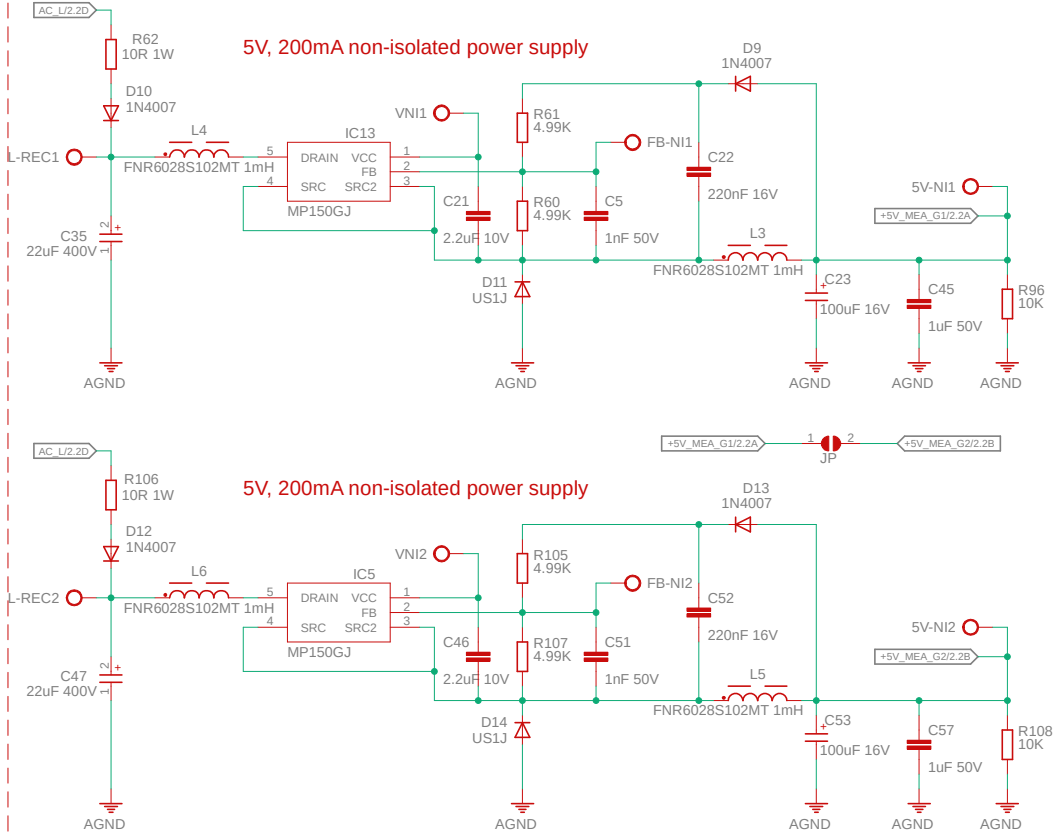 AC_L/2.2D
R62
10R 1W
5V, 200mA non-isolated power supply
D9
1N4007
D10
1N4007
VNI1
R61
4.99K
L4
IC13
FB-NI1
L-REC1
5
DRAIN
VCC
1
FNR6028S102MT 1mH
FB
2
4
SRC
SRC2
3
MP150GJ
C22
220nF 16V
5V-NI1
+5V_MEA_G1/2.2A
C21
2.2uF 10V
R60
4.99K
C5
1nF 50V
2
+
C35
22uF 400V
1
L3
FNR6028S102MT 1mH
D11
US1J
+
C23
100uF 16V
C45
1uF 50V
R96
10K
AGND
AGND
AGND
AGND
AGND
AC_L/2.2D
+5V_MEA_G1/2.2A
1
2
JP
+5V_MEA_G2/2.2B
R106
10R 1W
5V, 200mA non-isolated power supply
D13
1N4007
D12
1N4007
VNI2
R105
4.99K
L6
IC5
FB-NI2
L-REC2
5
DRAIN
VCC
1
FNR6028S102MT 1mH
FB
2
4
SRC
SRC2
3
MP150GJ
C52
220nF 16V
5V-NI2
+5V_MEA_G2/2.2B
C46
2.2uF 10V
R107
4.99K
C51
1nF 50V
2
+
C47
22uF 400V
1
L5
FNR6028S102MT 1mH
D14
US1J
+
C53
100uF 16V
C57
1uF 50V
R108
10K
AGND
AGND
AGND
AGND
AGND